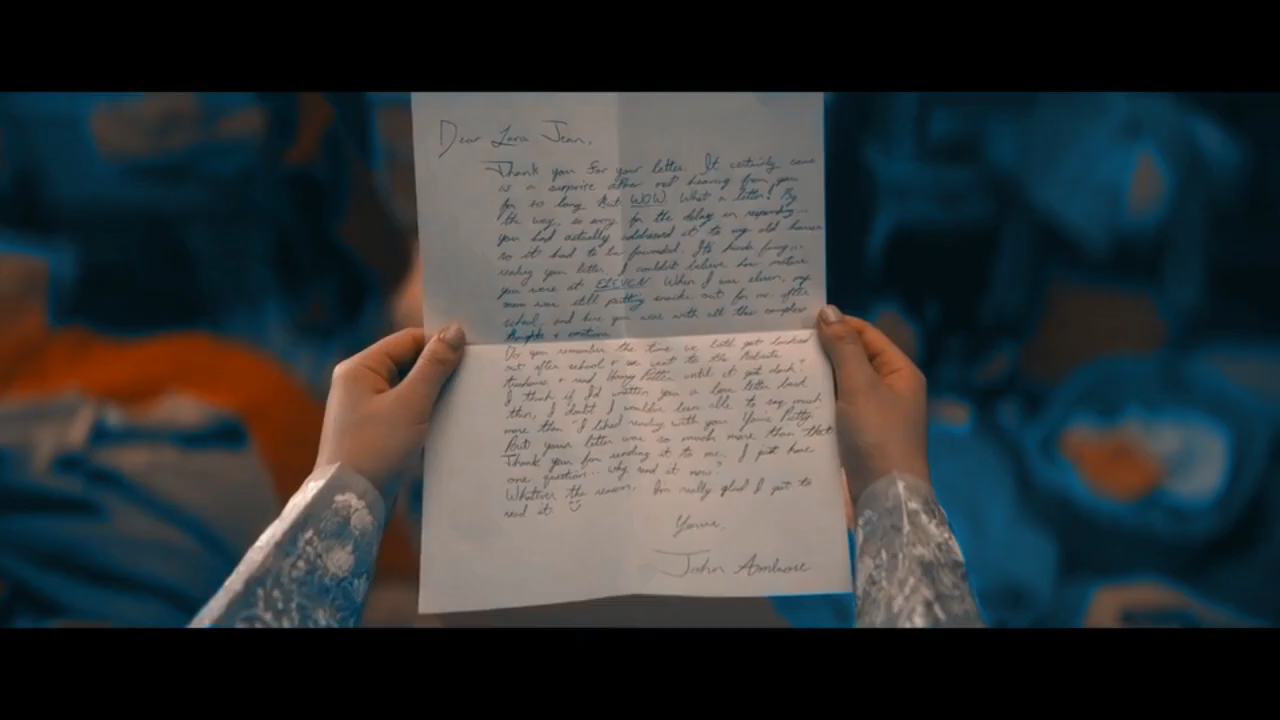 Dear Lara Jean,
Thank you for your letter. It certainly came
as a surprise after not hearing from you
for so long. But WOW. What a letter! By
the way, so sorry for the delay in responding...
you had actually addressed it to my old house
so it had to be forwarded. It's kinda funny...
reading your letter, I couldn't believe how mature
you were at ELEVEN! When I was eleven, my
mom was still putting snacks out for me after
school, and here you were with all this complex
thoughts + emotions.
Do you remember the time we both got locked
out after school + we went to the
treehouse + read Harry Potter until it got dark?
I think if I'd written you a love letter back
then, I doubt I would've been able to say much
more than "I liked reading with you. You're Pretty."
But your letter was so much more than that.
Thank you for sending it to me. I just have
one question... why send it now?
Whatever the reason, I'm really glad I got to
read it. ☺
Yours,
John Ambrose